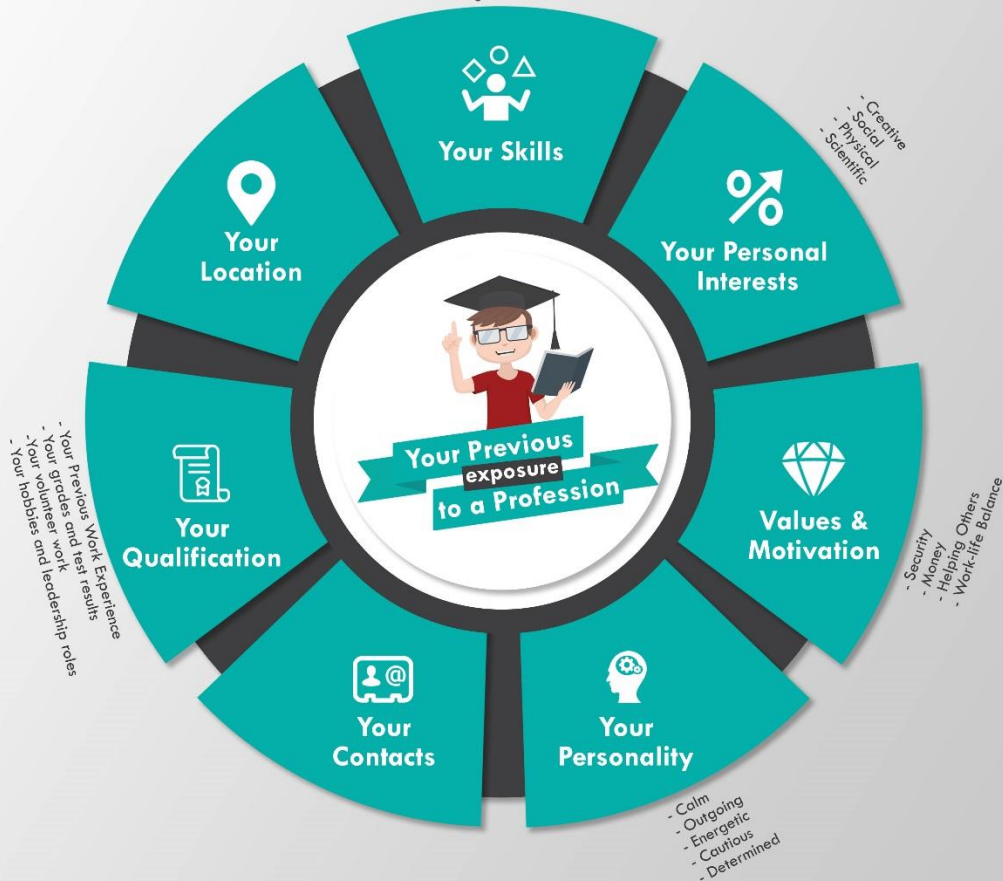 Your Skills
Your Personal
Interests
- Creative
- Social
- Physical
- Scientific
Values &
Motivation
- Security
- Money
- Helping Others
- Work-life Balance
Your
Personality
- Calm
- Outgoing
- Energetic
- Cautious
- Determined
Your
Contacts
Your
Qualification
- Your Previous Work Experience
- Your grades and test results
-Your volunteer work
- Your hobbies and leadership roles
Your
Location
Your Previous
exposure
to a Profession
%
@